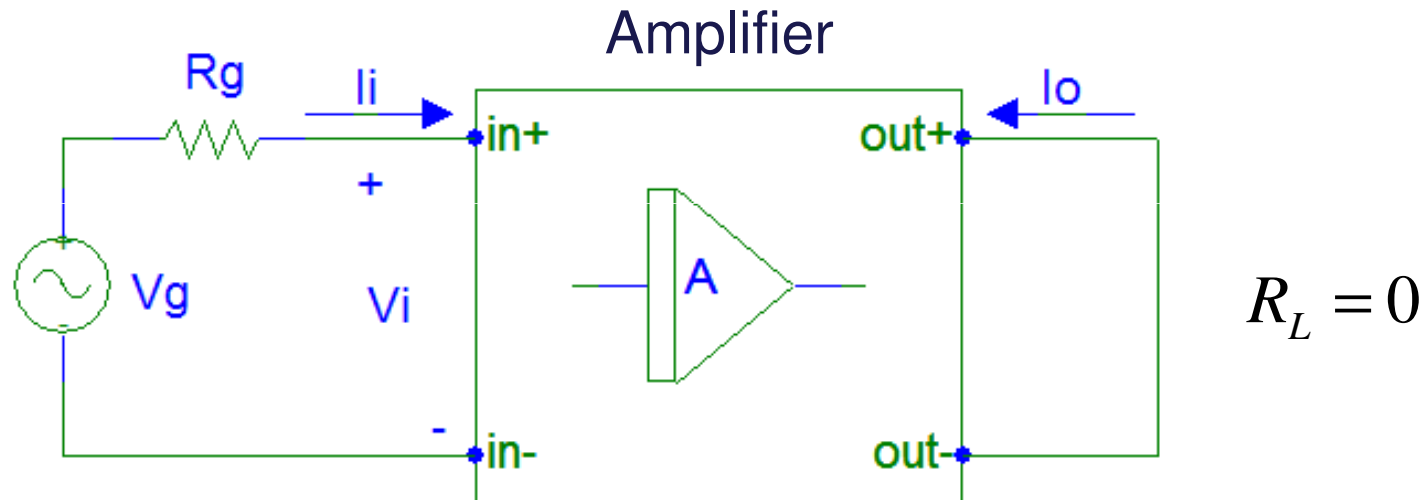 Amplifier
Rg
Ii
Io
in+
out+
+
A
Vg
Vi
R_L = 0
-
in-
out-